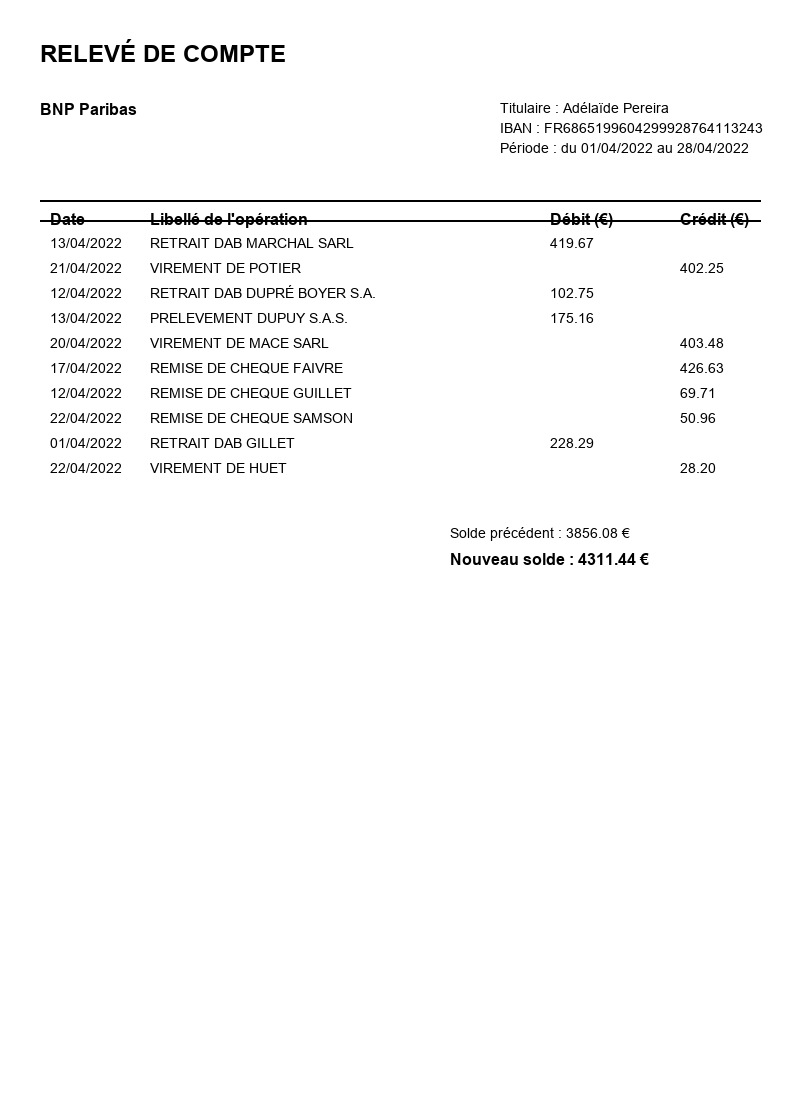 RELEVÉ DE COMPTE
BNP Paribas
Titulaire : Adélaïde Pereira
IBAN : FR6865199604299928764113243
Période : du 01/04/2022 au 28/04/2022
Date Libellé de l'opération Débit (€) Crédit (€)
13/04/2022 RETRAIT DAB MARCHAL SARL 419.67
21/04/2022 VIREMENT DE POTIER 402.25
12/04/2022 RETRAIT DAB DUPRÉ BOYER S.A. 102.75
13/04/2022 PRELEVEMENT DUPUY S.A.S. 175.16
20/04/2022 VIREMENT DE MACE SARL 403.48
17/04/2022 REMISE DE CHEQUE FAIVRE 426.63
12/04/2022 REMISE DE CHEQUE GUILLET 69.71
22/04/2022 REMISE DE CHEQUE SAMSON 50.96
01/04/2022 RETRAIT DAB GILLET 228.29
22/04/2022 VIREMENT DE HUET 28.20
Solde précédent : 3856.08 €
Nouveau solde : 4311.44 €